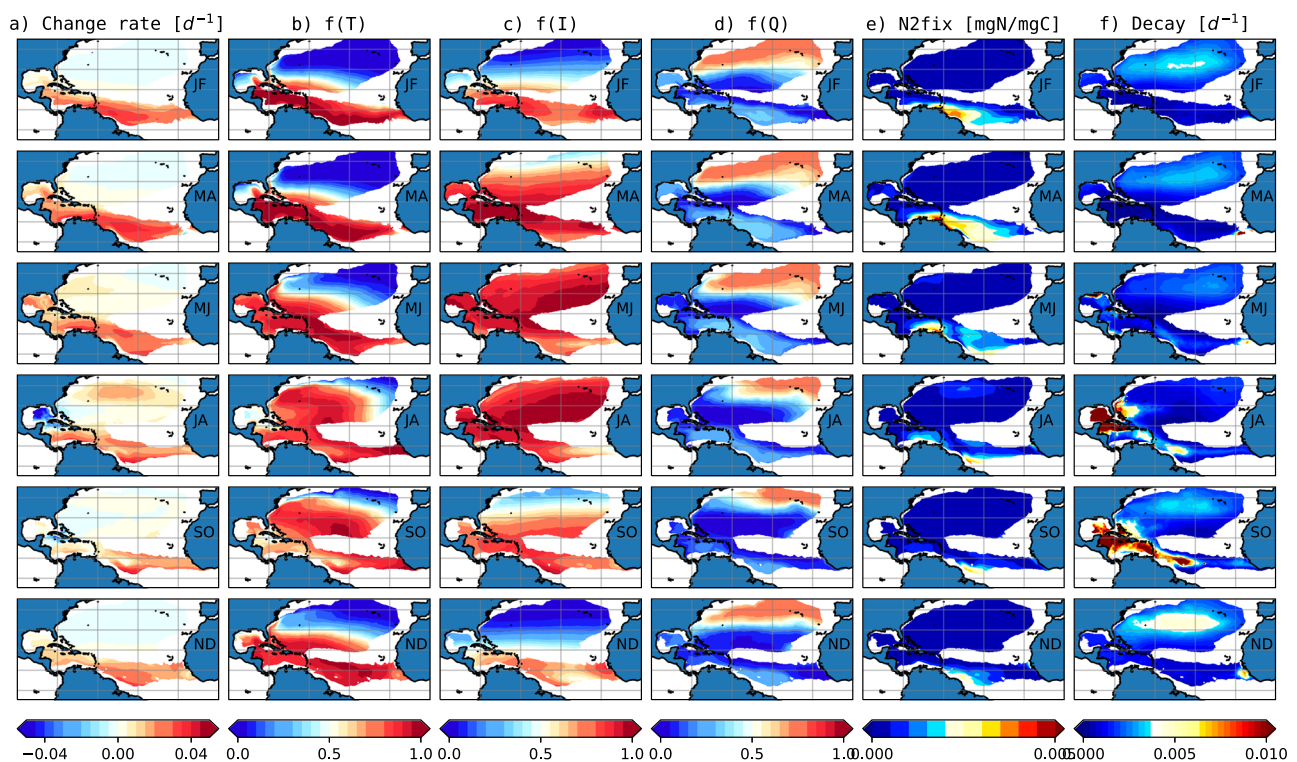 a) Change rate [d⁻¹] b) f(T) c) f(I) d) f(Q) e) N2fix [mgN/mgC] f) Decay [d⁻¹]
JF JF JF JF JF JF
MA MA MA MA MA MA
MJ MJ MJ MJ MJ MJ
JA JA JA JA JA JA
SO SO SO SO SO SO
ND ND ND ND ND ND
−0.04 0.00 0.04 0.0 0.5 1.0 0.0 0.5 1.0 0.0 0.5 1.0 0.000 0.005 0.000 0.005 0.010